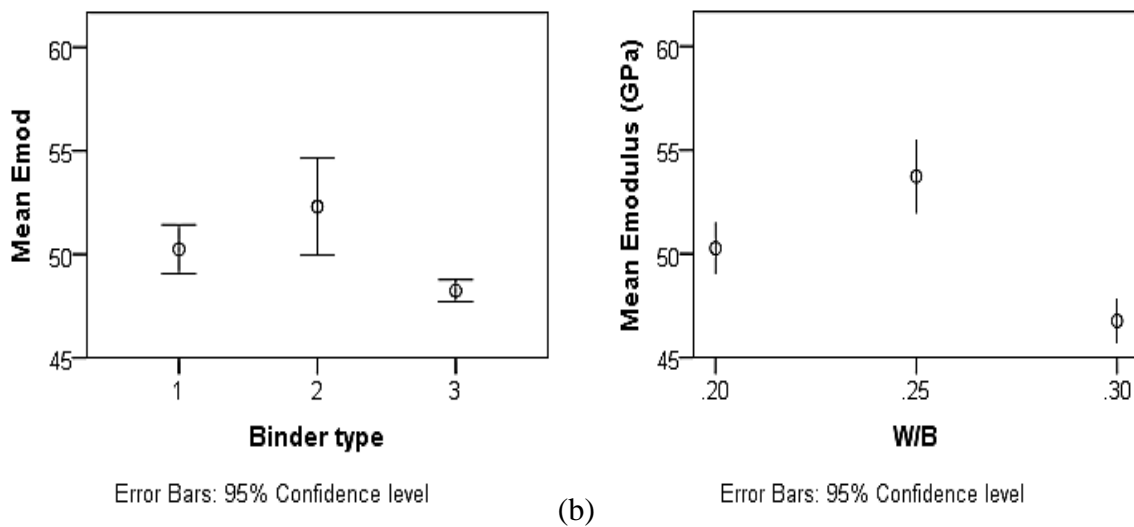 Mean Emod
60
55
50
45
1 2 3
Binder type
Error Bars: 95% Confidence level
(b)
Mean Emodulus (GPa)
60
55
50
45
.20 .25 .30
W/B
Error Bars: 95% Confidence level